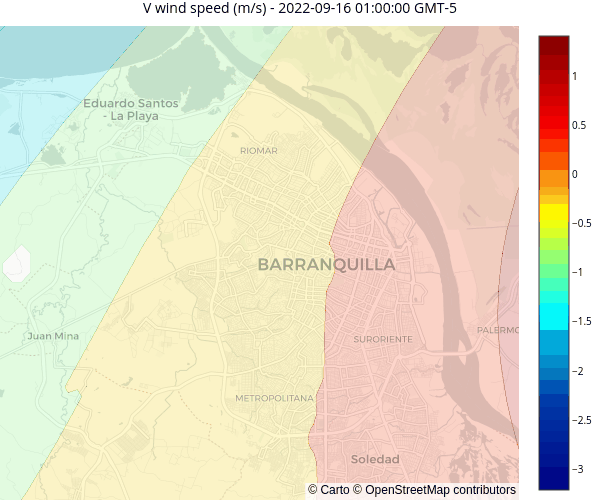 V wind speed (m/s) - 2022-09-16 01:00:00 GMT-5
Eduardo Santos
- La Playa
RIOMAR
BARRANQUILLA
Juan Mina
SURORIENTE
PALERMO
METROPOLITANA
Soledad
© Carto © OpenStreetMap contributors
1
0.5
0
−0.5
−1
−1.5
−2
−2.5
−3